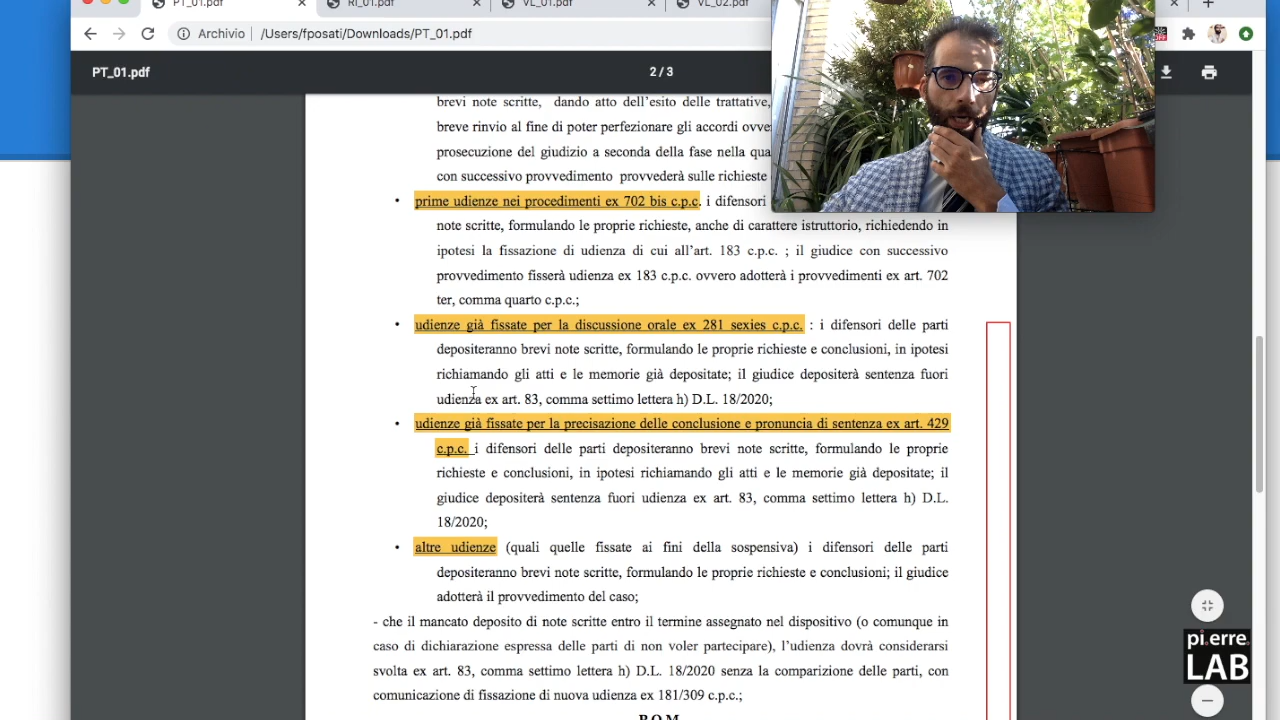 PT_01.pdf
RI_01.pdf
VL_01.pdf
VL_02.pdf
Archivio /Users/fposati/Downloads/PT_01.pdf
PT_01.pdf
2 / 3
brevi note scritte, dando atto dell'esito delle trattative,
breve rinvio al fine di poter perfezionare gli accordi ovve
prosecuzione del giudizio a seconda della fase nella qua
con successivo provvedimento provvederà sulle richieste
• prime udienze nei procedimenti ex 702 bis c.p.c. i difensori
note scritte, formulando le proprie richieste, anche di carattere istruttorio, richiedendo in
ipotesi la fissazione di udienza di cui all'art. 183 c.p.c. ; il giudice con successivo
provvedimento fisserà udienza ex 183 c.p.c. ovvero adotterà i provvedimenti ex art. 702
ter, comma quarto c.p.c.;
• udienze già fissate per la discussione orale ex 281 sexies c.p.c. : i difensori delle parti
depositeranno brevi note scritte, formulando le proprie richieste e conclusioni, in ipotesi
richiamando gli atti e le memorie già depositate; il giudice depositerà sentenza fuori
udienza ex art. 83, comma settimo lettera h) D.L. 18/2020;
• udienze già fissate per la precisazione delle conclusione e pronuncia di sentenza ex art. 429
c.p.c. i difensori delle parti depositeranno brevi note scritte, formulando le proprie
richieste e conclusioni, in ipotesi richiamando gli atti e le memorie già depositate; il
giudice depositerà sentenza fuori udienza ex art. 83, comma settimo lettera h) D.L.
18/2020;
• altre udienze (quali quelle fissate ai fini della sospensiva) i difensori delle parti
depositeranno brevi note scritte, formulando le proprie richieste e conclusioni; il giudice
adotterà il provvedimento del caso;
- che il mancato deposito di note scritte entro il termine assegnato nel dispositivo (o comunque in
caso di dichiarazione espressa delle parti di non voler partecipare), l'udienza dovrà considerarsi
svolta ex art. 83, comma settimo lettera h) D.L. 18/2020 senza la comparizione delle parti, con
comunicazione di fissazione di nuova udienza ex 181/309 c.p.c.;
pi.erre.
LAB